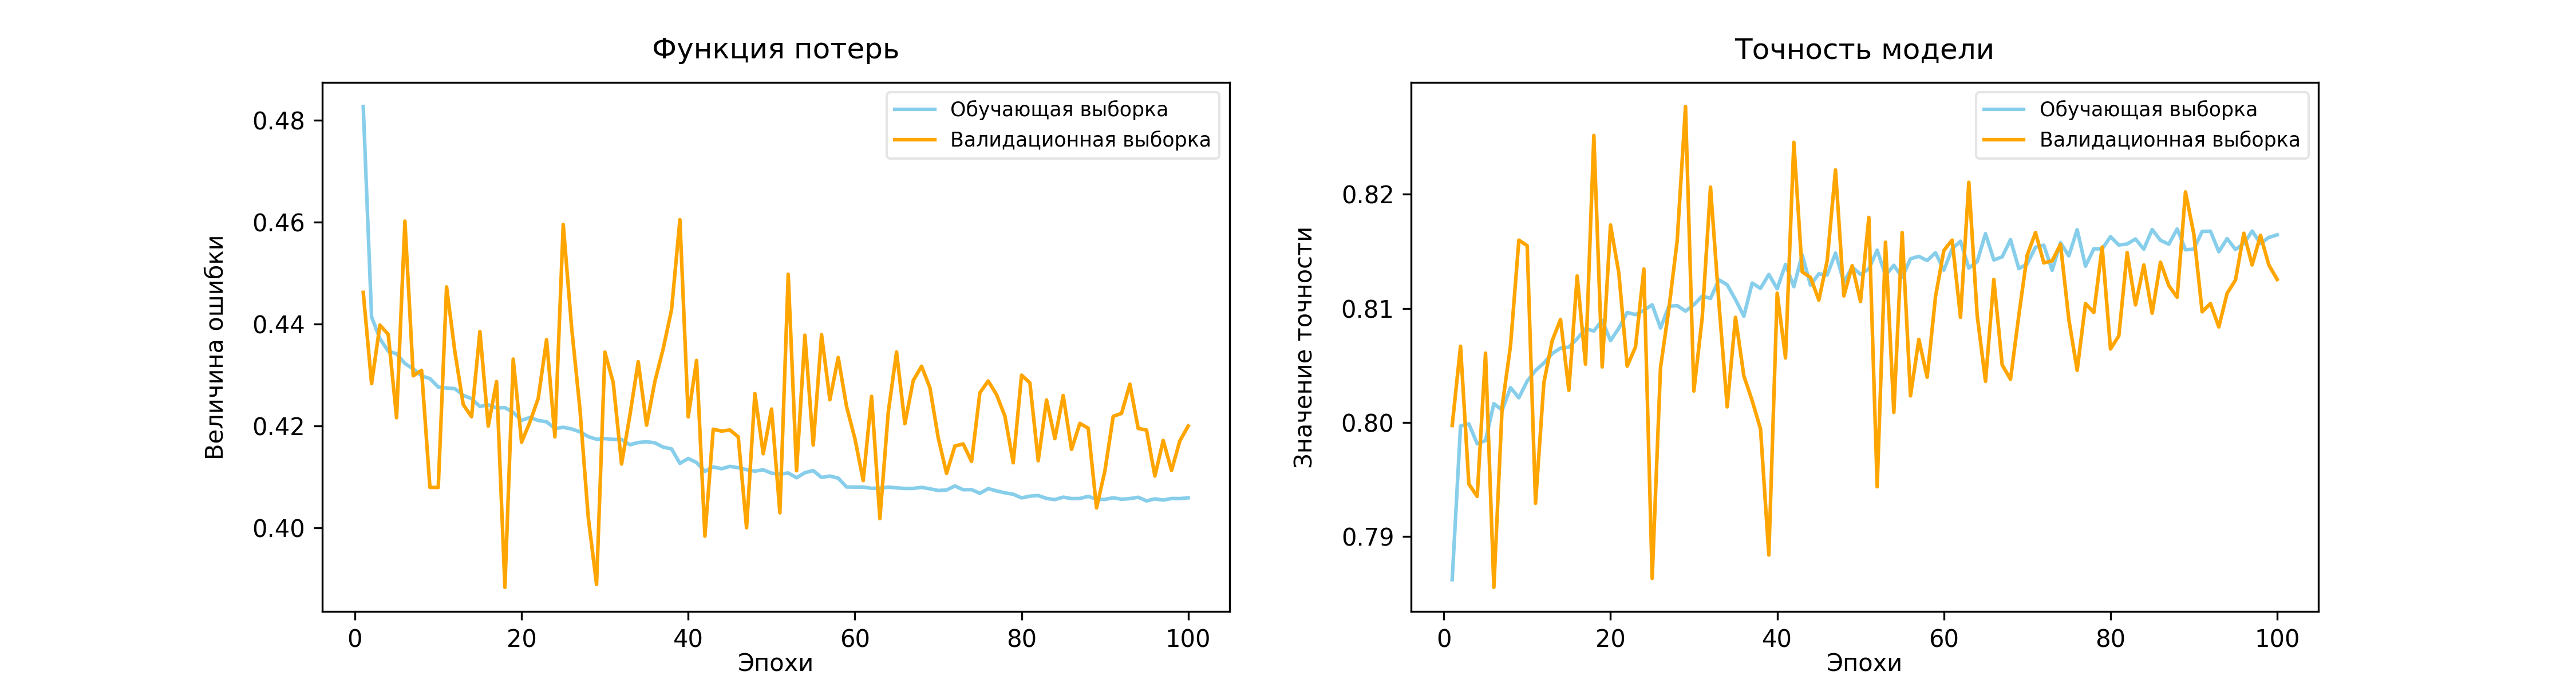 Функция потерь
Величина ошибки
0.48
0.46
0.44
0.42
0.40
0
20
40
60
80
100
Эпохи
Обучающая выборка
Валидационная выборка
Точность модели
Значение точности
0.82
0.81
0.80
0.79
0
20
40
60
80
100
Эпохи
Обучающая выборка
Валидационная выборка